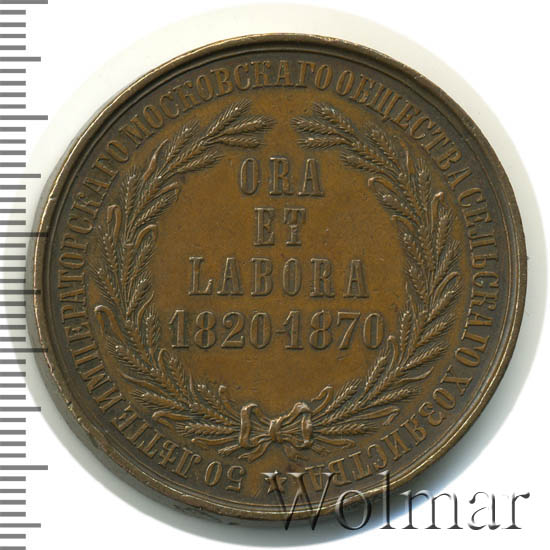 50 ЛѢТІЕ ИМПЕРАТОРСКАГО МОСКОВСКАГО ОБЩЕСТВА СЕЛЬСКАГО ХОЗЯЙСТВА
ORA
ET
LABORA
1820-1870
Wolmar